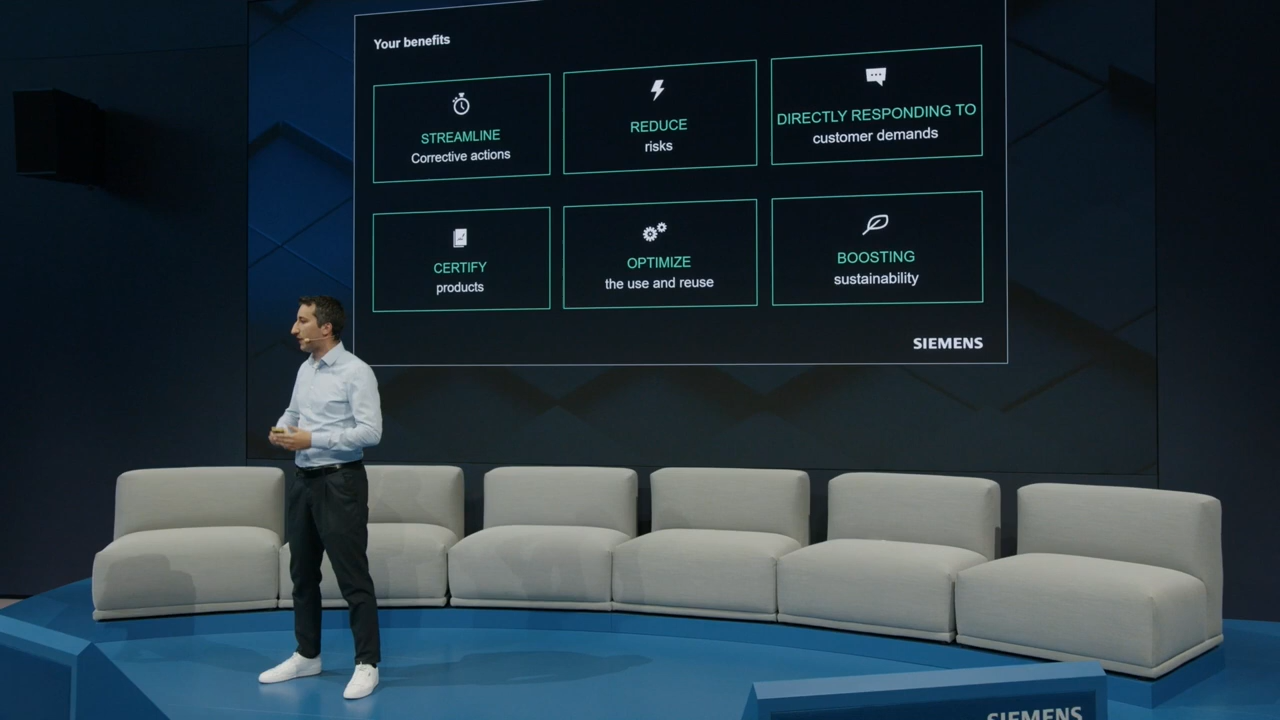 Your benefits
STREAMLINE
Corrective actions
REDUCE
risks
DIRECTLY RESPONDING TO
customer demands
CERTIFY
products
OPTIMIZE
the use and reuse
BOOSTING
sustainability
SIEMENS
SIEMENS